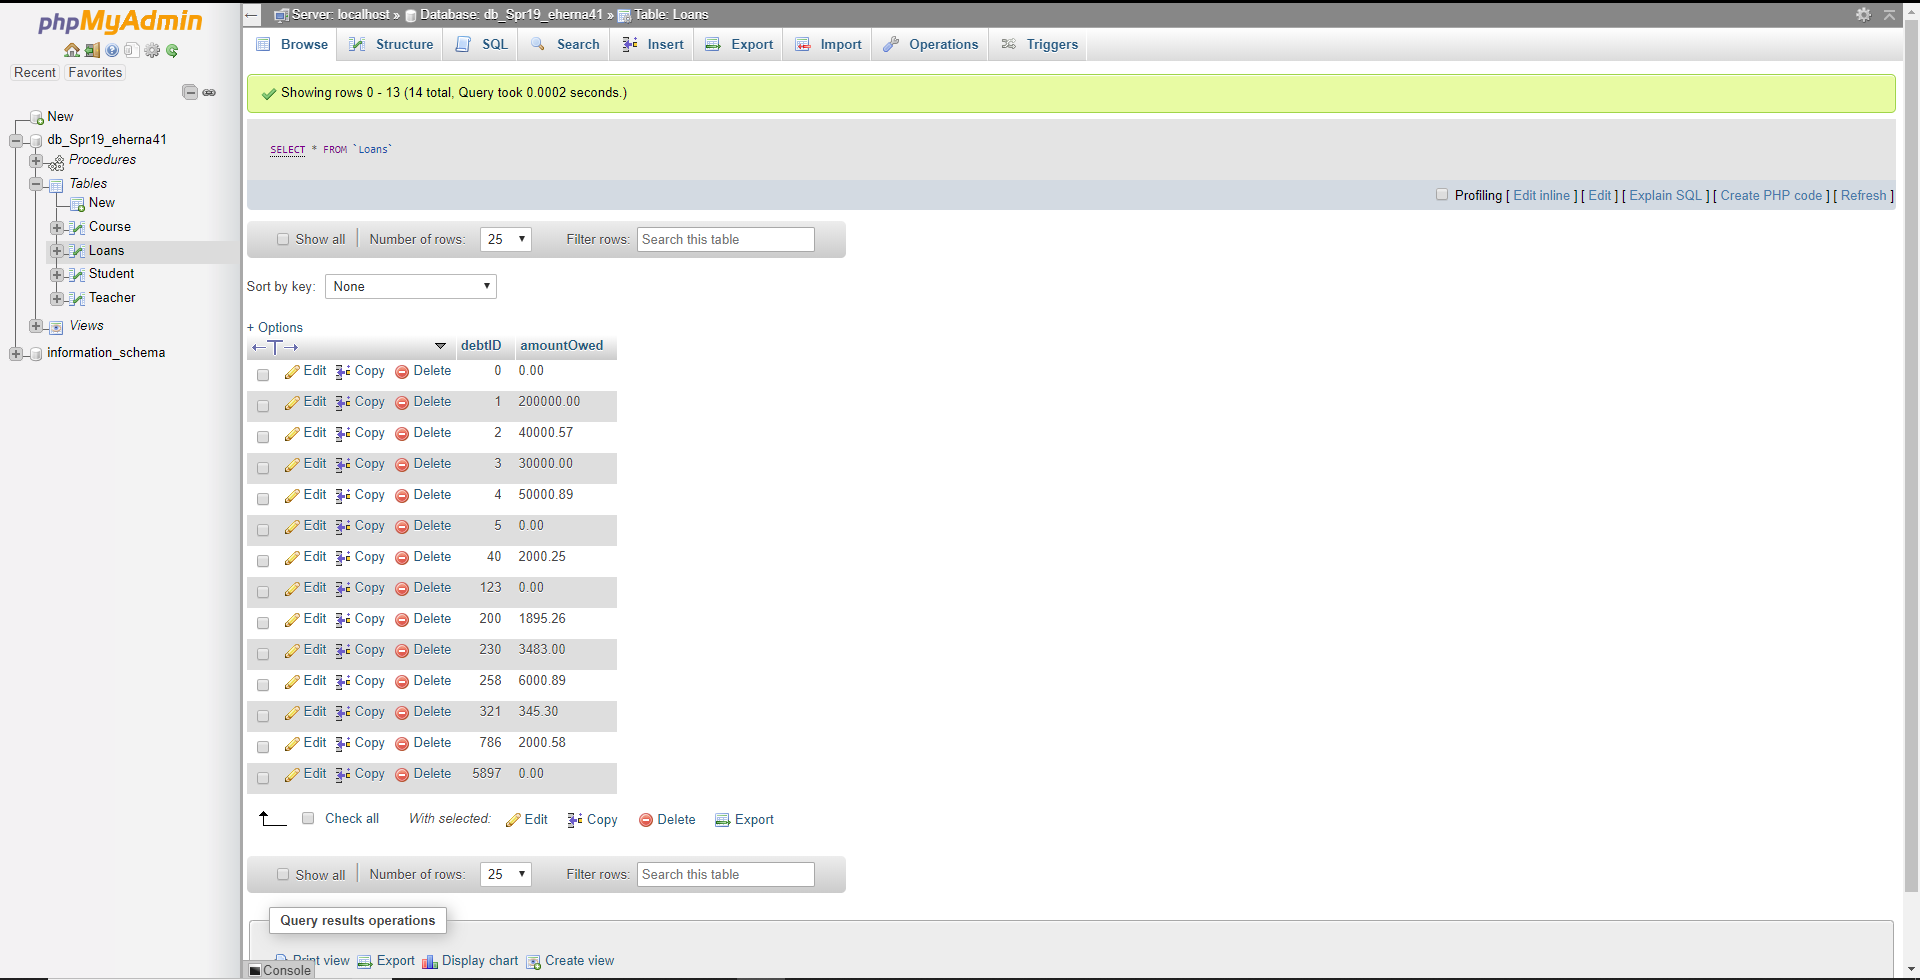 phpMyAdmin
Recent Favorites
New
db_Spr19_eherna41
Procedures
Tables
New
Course
Loans
Student
Teacher
Views
information_schema
Server: localhost » Database: db_Spr19_eherna41 » Table: Loans
Browse Structure SQL Search Insert Export Import Operations Triggers
Showing rows 0 - 13 (14 total, Query took 0.0002 seconds.)
SELECT * FROM `Loans`
Profiling [ Edit inline ] [ Edit ] [ Explain SQL ] [ Create PHP code ] [ Refresh ]
Show all Number of rows: 25 Filter rows: Search this table
Sort by key: None
+ Options
←T→ debtID amountOwed
Edit Copy Delete 0 0.00
Edit Copy Delete 1 200000.00
Edit Copy Delete 2 40000.57
Edit Copy Delete 3 30000.00
Edit Copy Delete 4 50000.89
Edit Copy Delete 5 0.00
Edit Copy Delete 40 2000.25
Edit Copy Delete 123 0.00
Edit Copy Delete 200 1895.26
Edit Copy Delete 230 3483.00
Edit Copy Delete 258 6000.89
Edit Copy Delete 321 345.30
Edit Copy Delete 786 2000.58
Edit Copy Delete 5897 0.00
Check all With selected: Edit Copy Delete Export
Show all Number of rows: 25 Filter rows: Search this table
Query results operations
Print view Export Display chart Create view
Console